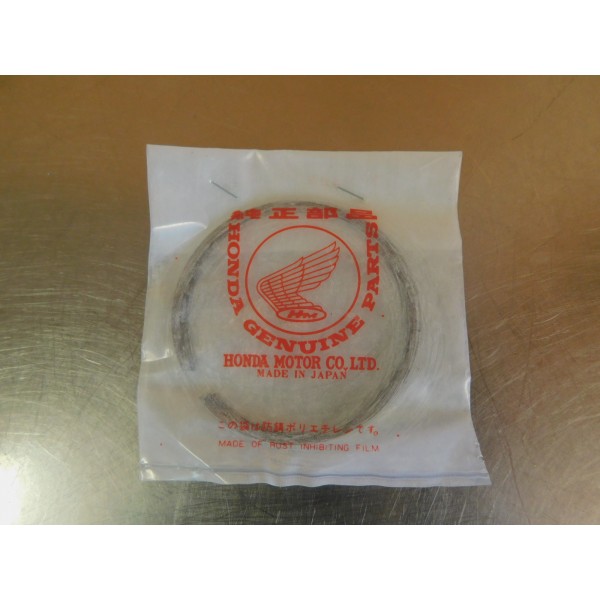 純正部品
HONDA GENUINE PARTS
HM
HONDA MOTOR CO., LTD.
MADE IN JAPAN
この袋は防錆ポリエチレンです。
MADE OF RUST INHIBITING FILM